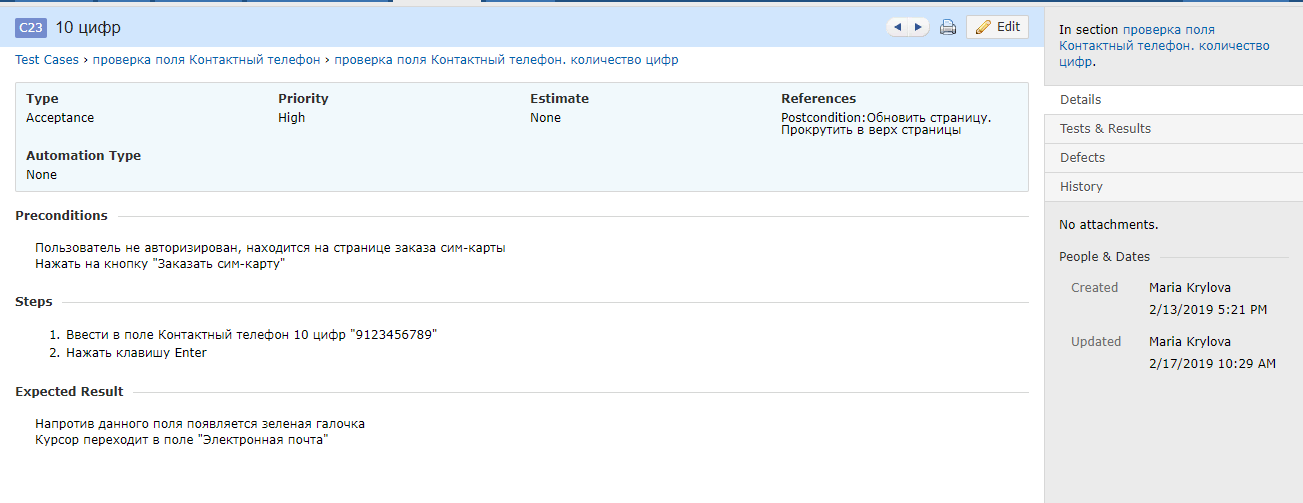 C23 10 цифр
Edit
Test Cases › проверка поля Контактный телефон › проверка поля Контактный телефон. количество цифр
Type
Acceptance
Priority
High
Estimate
None
References
Postcondition:Обновить страницу.
Прокрутить в верх страницы
Automation Type
None
Preconditions
Пользователь не авторизирован, находится на странице заказа сим-карты
Нажать на кнопку "Заказать сим-карту"
Steps
1. Ввести в поле Контактный телефон 10 цифр "9123456789"
2. Нажать клавишу Enter
Expected Result
Напротив данного поля появляется зеленая галочка
Курсор переходит в поле "Электронная почта"
In section проверка поля
Контактный телефон. количество
цифр.
Details
Tests & Results
Defects
History
No attachments.
People & Dates
Created Maria Krylova
2/13/2019 5:21 PM
Updated Maria Krylova
2/17/2019 10:29 AM